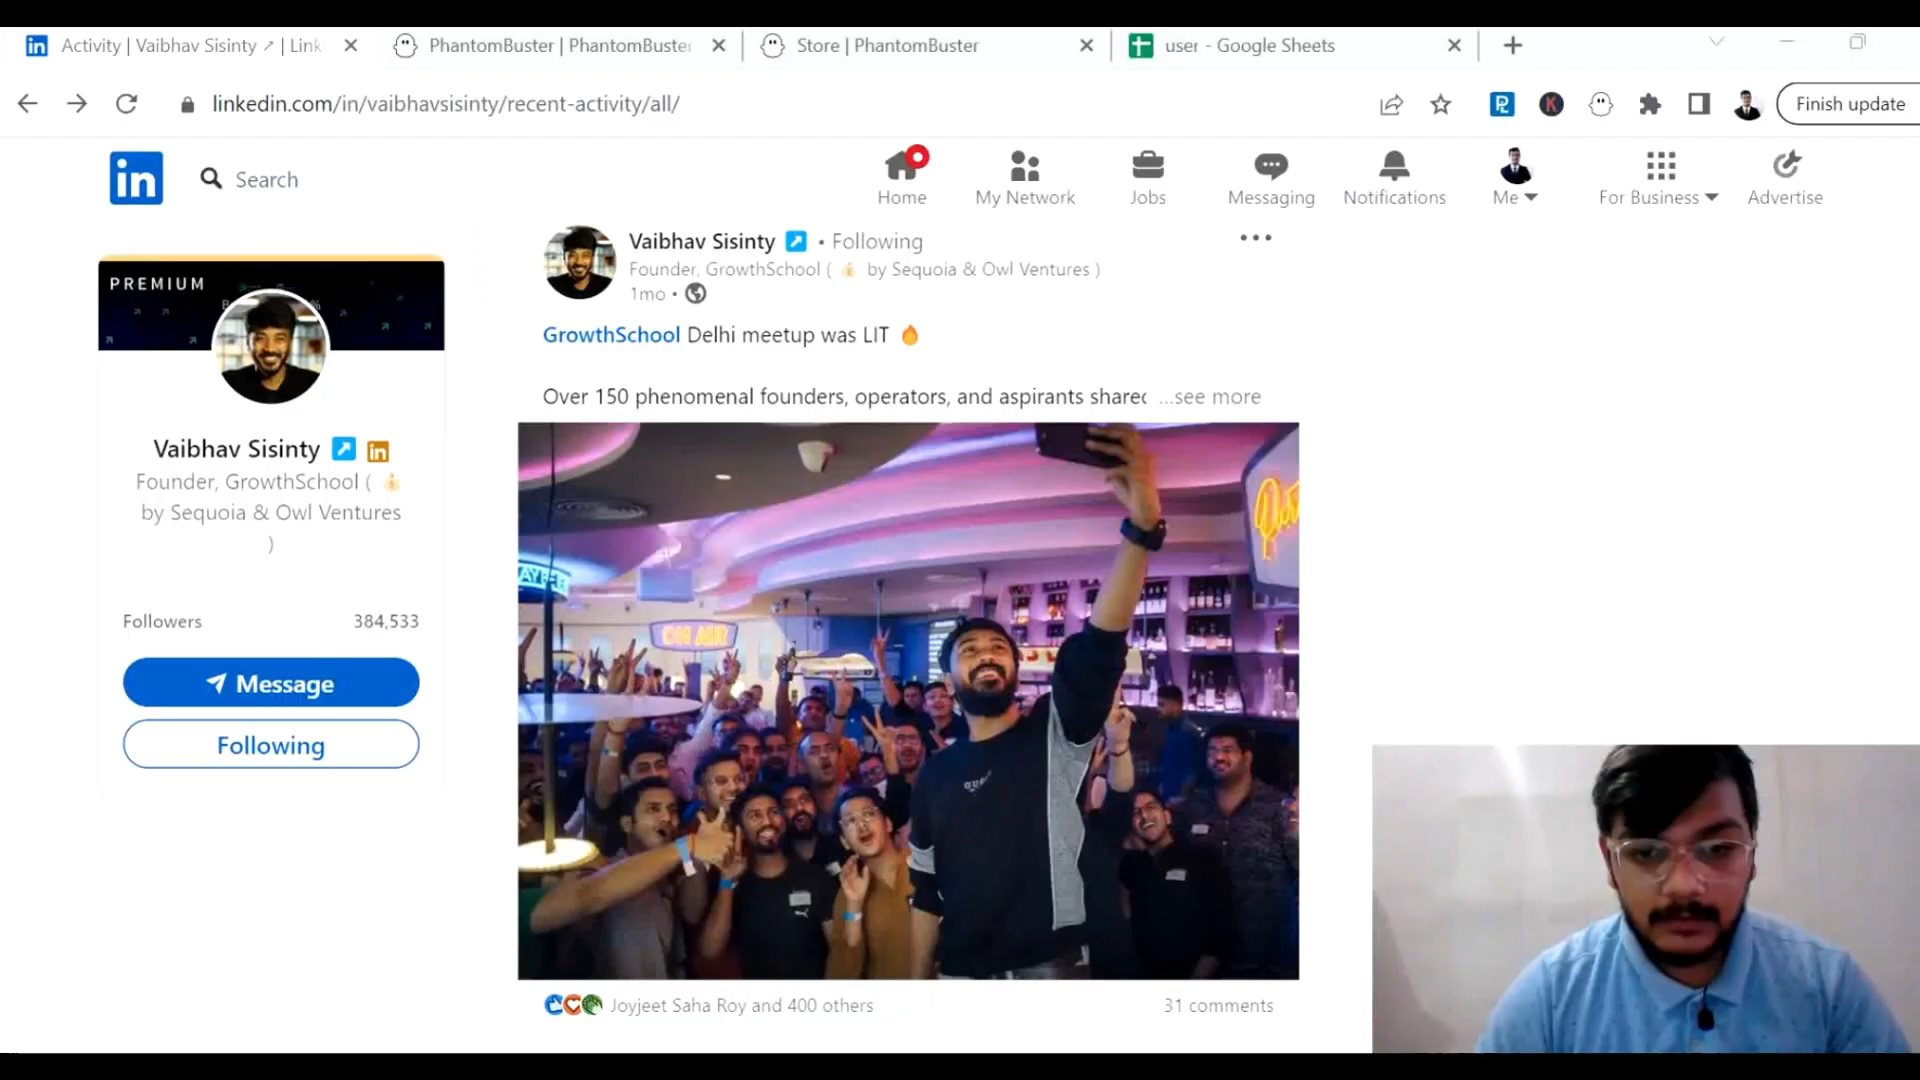 Activity | Vaibhav Sisinty ↗ | Link
PhantomBuster | PhantomBuster
Store | PhantomBuster
user - Google Sheets
linkedin.com/in/vaibhavsisinty/recent-activity/all/
Finish update
in
Search
Home
My Network
Jobs
Messaging
Notifications
Me
For Business
Advertise
PREMIUM
Vaibhav Sisinty
Founder, GrowthSchool ( 💰
by Sequoia & Owl Ventures
)
Followers 384,533
Message
Following
Vaibhav Sisinty • Following
Founder, GrowthSchool ( 💰 by Sequoia & Owl Ventures )
1mo •
GrowthSchool Delhi meetup was LIT 🔥
Over 150 phenomenal founders, operators, and aspirants shared ...see more
ON AIR
Joyjeet Saha Roy and 400 others
31 comments